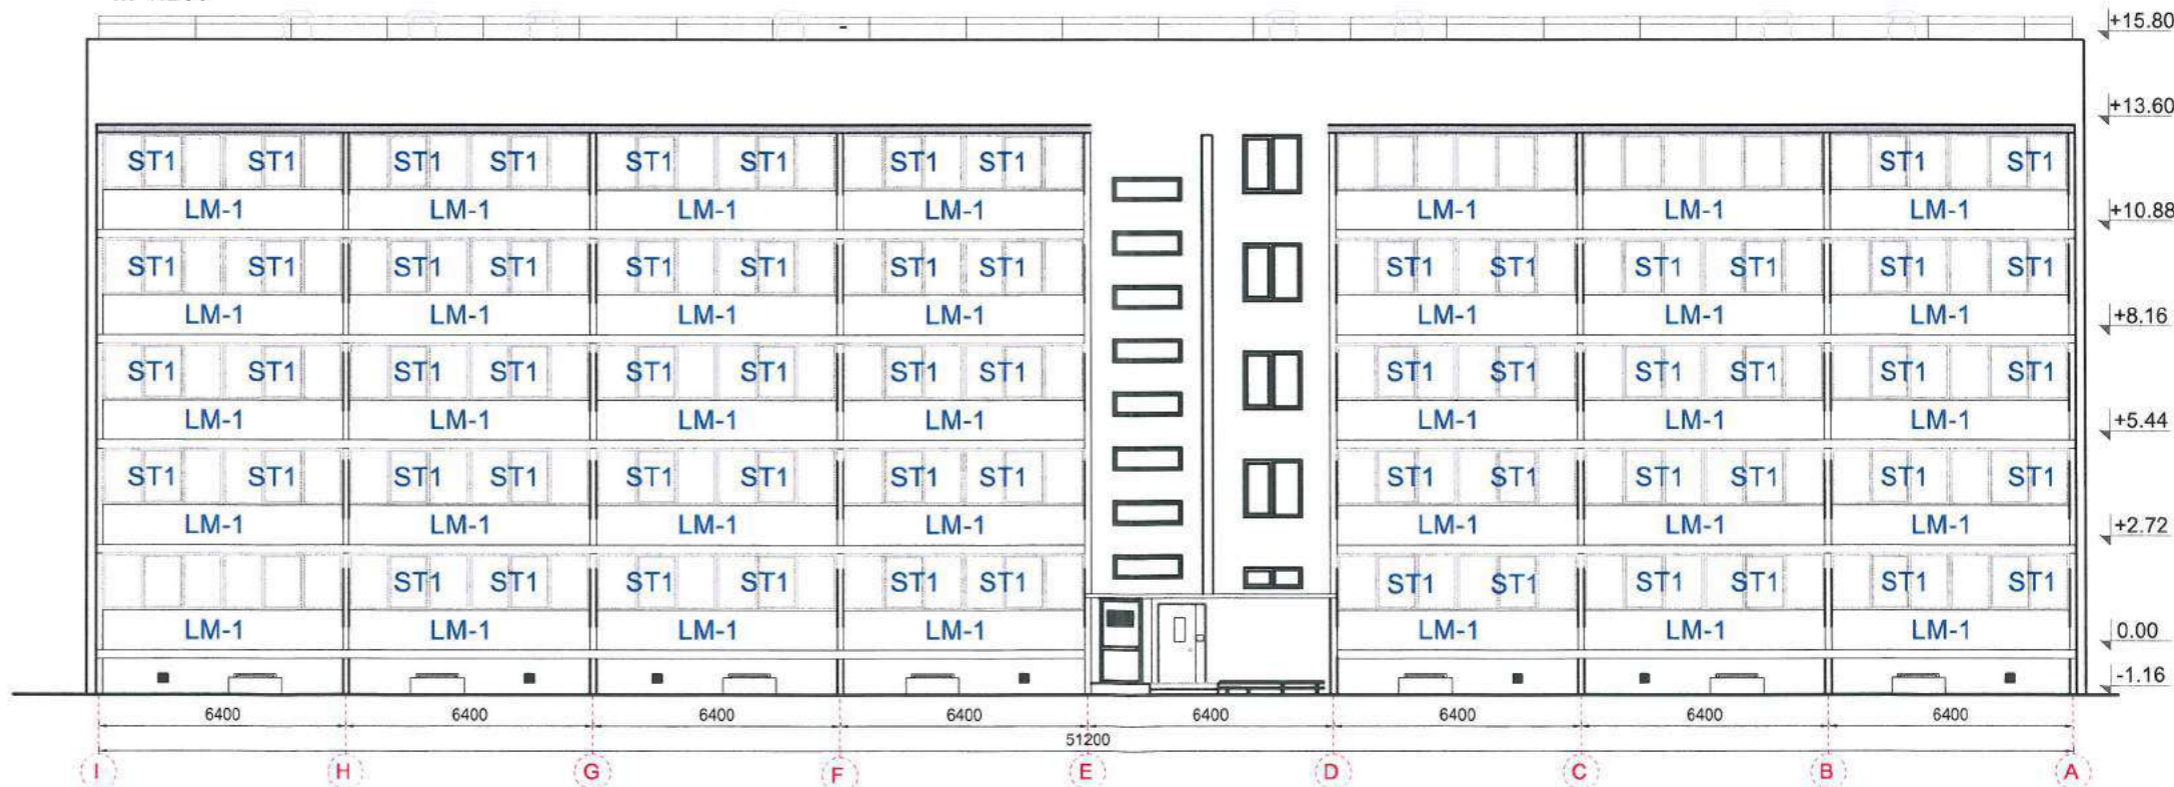 +15.80
+13.60
ST1 ST1 ST1 ST1 ST1 ST1 ST1 ST1 ST1 ST1
LM-1 LM-1 LM-1 LM-1 LM-1 LM-1 LM-1 +10.88
ST1 ST1 ST1 ST1 ST1 ST1 ST1 ST1 ST1 ST1 ST1 ST1 ST1 ST1
LM-1 LM-1 LM-1 LM-1 LM-1 LM-1 LM-1 +8.16
ST1 ST1 ST1 ST1 ST1 ST1 ST1 ST1 ST1 ST1 ST1 ST1 ST1 ST1
LM-1 LM-1 LM-1 LM-1 LM-1 LM-1 LM-1 +5.44
ST1 ST1 ST1 ST1 ST1 ST1 ST1 ST1 ST1 ST1 ST1 ST1 ST1 ST1
LM-1 LM-1 LM-1 LM-1 LM-1 LM-1 LM-1 +2.72
ST1 ST1 ST1 ST1 ST1 ST1 ST1 ST1 ST1 ST1 ST1 ST1
LM-1 LM-1 LM-1 LM-1 LM-1 LM-1 LM-1 0.00
-1.16
6400 6400 6400 6400 6400 6400 6400 6400
51200
I H G F E D C B A